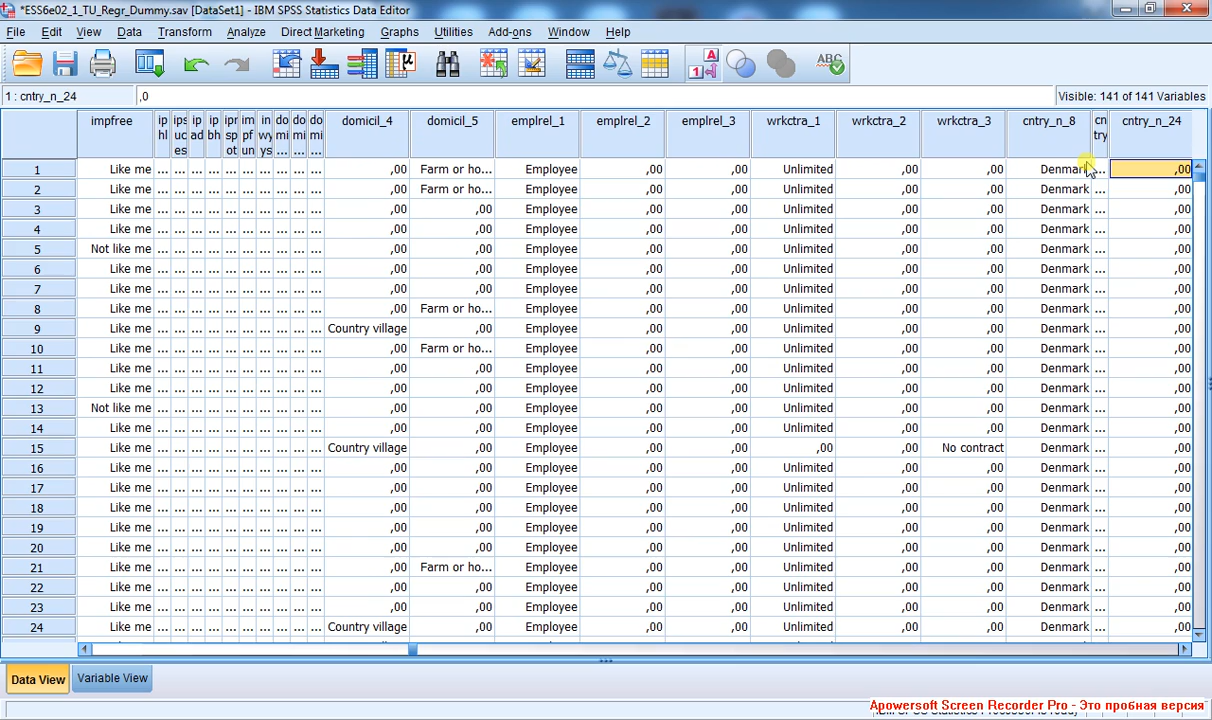 *ESS6e02_1_TU_Regr_Dummy.sav [DataSet1] - IBM SPSS Statistics Data Editor
File Edit View Data Transform Analyze Direct Marketing Graphs Utilities Add-ons Window Help
1 : cntry_n_24 ,0 Visible: 141 of 141 Variables
impfree iphl ipsuces ipad ipbh iprspot impfun inwys domi... domi... domi... domicil_4 domicil_5 emplrel_1 emplrel_2 emplrel_3 wrkctra_1 wrkctra_2 wrkctra_3 cntry_n_8 cntry... cntry_n_24
1 Like me ... ... ... ... ... ... ... ... ... ... ,00 Farm or ho... Employee ,00 ,00 Unlimited ,00 ,00 Denmark ... ,00
2 Like me ... ... ... ... ... ... ... ... ... ... ,00 Farm or ho... Employee ,00 ,00 Unlimited ,00 ,00 Denmark ... ,00
3 Like me ... ... ... ... ... ... ... ... ... ... ,00 ,00 Employee ,00 ,00 Unlimited ,00 ,00 Denmark ... ,00
4 Like me ... ... ... ... ... ... ... ... ... ... ,00 ,00 Employee ,00 ,00 Unlimited ,00 ,00 Denmark ... ,00
5 Not like me ... ... ... ... ... ... ... ... ... ... ,00 ,00 Employee ,00 ,00 Unlimited ,00 ,00 Denmark ... ,00
6 Like me ... ... ... ... ... ... ... ... ... ... ,00 ,00 Employee ,00 ,00 Unlimited ,00 ,00 Denmark ... ,00
7 Like me ... ... ... ... ... ... ... ... ... ... ,00 ,00 Employee ,00 ,00 Unlimited ,00 ,00 Denmark ... ,00
8 Like me ... ... ... ... ... ... ... ... ... ... ,00 Farm or ho... Employee ,00 ,00 Unlimited ,00 ,00 Denmark ... ,00
9 Like me ... ... ... ... ... ... ... ... ... ... Country village ,00 Employee ,00 ,00 Unlimited ,00 ,00 Denmark ... ,00
10 Like me ... ... ... ... ... ... ... ... ... ... ,00 Farm or ho... Employee ,00 ,00 Unlimited ,00 ,00 Denmark ... ,00
11 Like me ... ... ... ... ... ... ... ... ... ... ,00 ,00 Employee ,00 ,00 Unlimited ,00 ,00 Denmark ... ,00
12 Like me ... ... ... ... ... ... ... ... ... ... ,00 ,00 Employee ,00 ,00 Unlimited ,00 ,00 Denmark ... ,00
13 Not like me ... ... ... ... ... ... ... ... ... ... ,00 ,00 Employee ,00 ,00 Unlimited ,00 ,00 Denmark ... ,00
14 Like me ... ... ... ... ... ... ... ... ... ... ,00 ,00 Employee ,00 ,00 Unlimited ,00 ,00 Denmark ... ,00
15 Like me ... ... ... ... ... ... ... ... ... ... Country village ,00 Employee ,00 ,00 ,00 ,00 No contract Denmark ... ,00
16 Like me ... ... ... ... ... ... ... ... ... ... ,00 ,00 Employee ,00 ,00 Unlimited ,00 ,00 Denmark ... ,00
17 Like me ... ... ... ... ... ... ... ... ... ... ,00 ,00 Employee ,00 ,00 Unlimited ,00 ,00 Denmark ... ,00
18 Like me ... ... ... ... ... ... ... ... ... ... ,00 ,00 Employee ,00 ,00 Unlimited ,00 ,00 Denmark ... ,00
19 Like me ... ... ... ... ... ... ... ... ... ... ,00 ,00 Employee ,00 ,00 Unlimited ,00 ,00 Denmark ... ,00
20 Like me ... ... ... ... ... ... ... ... ... ... ,00 ,00 Employee ,00 ,00 Unlimited ,00 ,00 Denmark ... ,00
21 Like me ... ... ... ... ... ... ... ... ... ... ,00 Farm or ho... Employee ,00 ,00 Unlimited ,00 ,00 Denmark ... ,00
22 Like me ... ... ... ... ... ... ... ... ... ... ,00 ,00 Employee ,00 ,00 Unlimited ,00 ,00 Denmark ... ,00
23 Like me ... ... ... ... ... ... ... ... ... ... ,00 ,00 Employee ,00 ,00 Unlimited ,00 ,00 Denmark ... ,00
24 Like me ... ... ... ... ... ... ... ... ... ... Country village ,00 Employee ,00 ,00 Unlimited ,00 ,00 Denmark ... ,00
Data View Variable View
Apowersoft Screen Recorder Pro - Это пробная версия